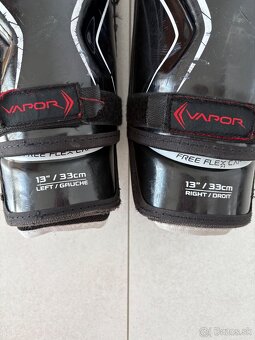 VAPOR
FREE FLEX
13" / 33cm
LEFT / GAUCHE
VAPOR
FREE FLEX
13" / 33cm
RIGHT / DROIT
Bazos.sk